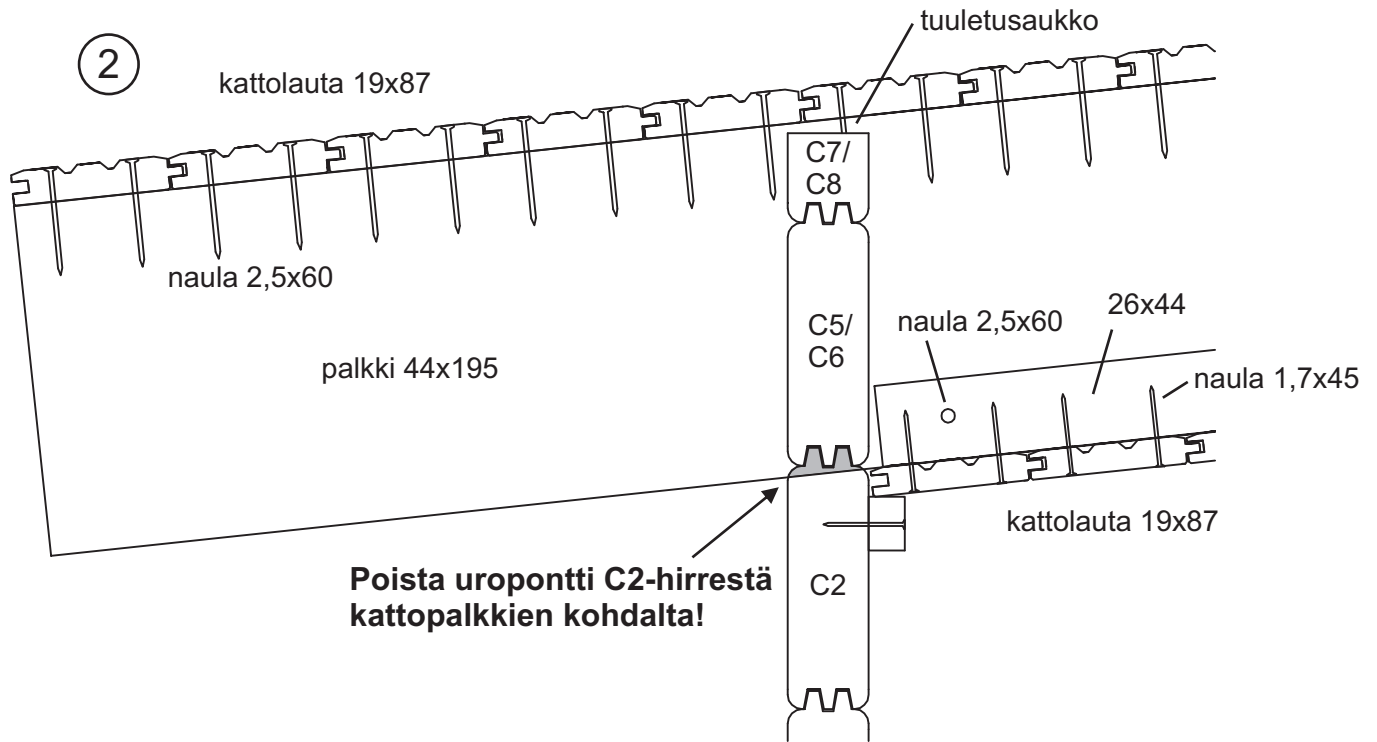 tuuletusaukko
2
kattolauta 19x87
C7/
C8
naula 2,5x60
C5/
C6
naula 2,5x60
26x44
palkki 44x195
naula 1,7x45
kattolauta 19x87
Poista uropontti C2-hirrestä
kattopalkkien kohdalta!
C2